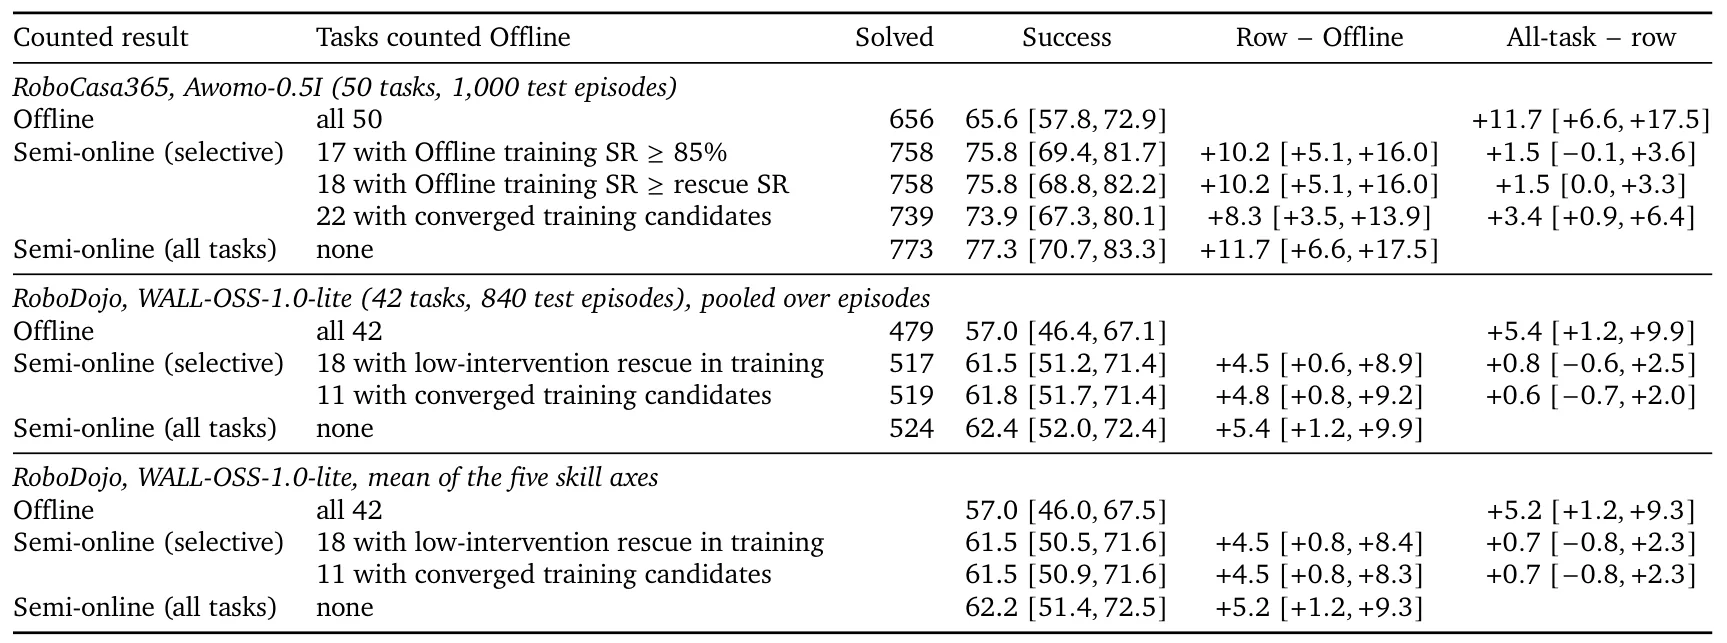 Counted result Tasks counted Offline Solved Success Row − Offline All-task − row
RoboCasa365, Awomo-0.5I (50 tasks, 1,000 test episodes)
Offline all 50 656 65.6 [57.8, 72.9] +11.7 [+6.6, +17.5]
Semi-online (selective) 17 with Offline training SR ≥ 85% 758 75.8 [69.4, 81.7] +10.2 [+5.1, +16.0] +1.5 [−0.1, +3.6]
18 with Offline training SR ≥ rescue SR 758 75.8 [68.8, 82.2] +10.2 [+5.1, +16.0] +1.5 [0.0, +3.3]
22 with converged training candidates 739 73.9 [67.3, 80.1] +8.3 [+3.5, +13.9] +3.4 [+0.9, +6.4]
Semi-online (all tasks) none 773 77.3 [70.7, 83.3] +11.7 [+6.6, +17.5]
RoboDojo, WALL-OSS-1.0-lite (42 tasks, 840 test episodes), pooled over episodes
Offline all 42 479 57.0 [46.4, 67.1] +5.4 [+1.2, +9.9]
Semi-online (selective) 18 with low-intervention rescue in training 517 61.5 [51.2, 71.4] +4.5 [+0.6, +8.9] +0.8 [−0.6, +2.5]
11 with converged training candidates 519 61.8 [51.7, 71.4] +4.8 [+0.8, +9.2] +0.6 [−0.7, +2.0]
Semi-online (all tasks) none 524 62.4 [52.0, 72.4] +5.4 [+1.2, +9.9]
RoboDojo, WALL-OSS-1.0-lite, mean of the five skill axes
Offline all 42 57.0 [46.0, 67.5] +5.2 [+1.2, +9.3]
Semi-online (selective) 18 with low-intervention rescue in training 61.5 [50.5, 71.6] +4.5 [+0.8, +8.4] +0.7 [−0.8, +2.3]
11 with converged training candidates 61.5 [50.9, 71.6] +4.5 [+0.8, +8.3] +0.7 [−0.8, +2.3]
Semi-online (all tasks) none 62.2 [51.4, 72.5] +5.2 [+1.2, +9.3]